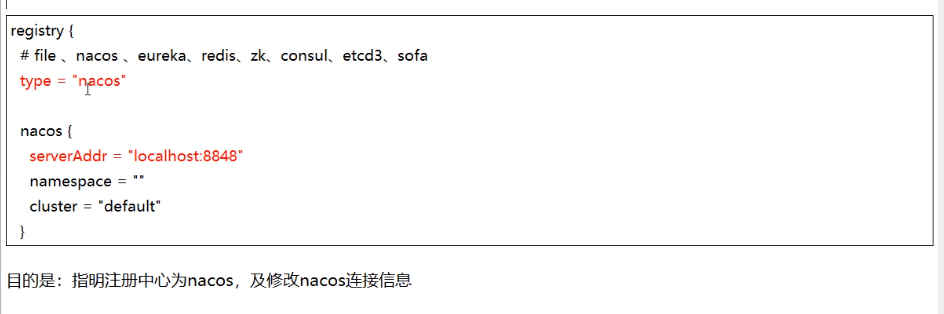 registry {
# file 、nacos 、eureka、redis、zk、consul、etcd3、sofa
type = "nacos"
nacos {
serverAddr = "localhost:8848"
namespace = ""
cluster = "default"
}
目的是：指明注册中心为nacos，及修改nacos连接信息